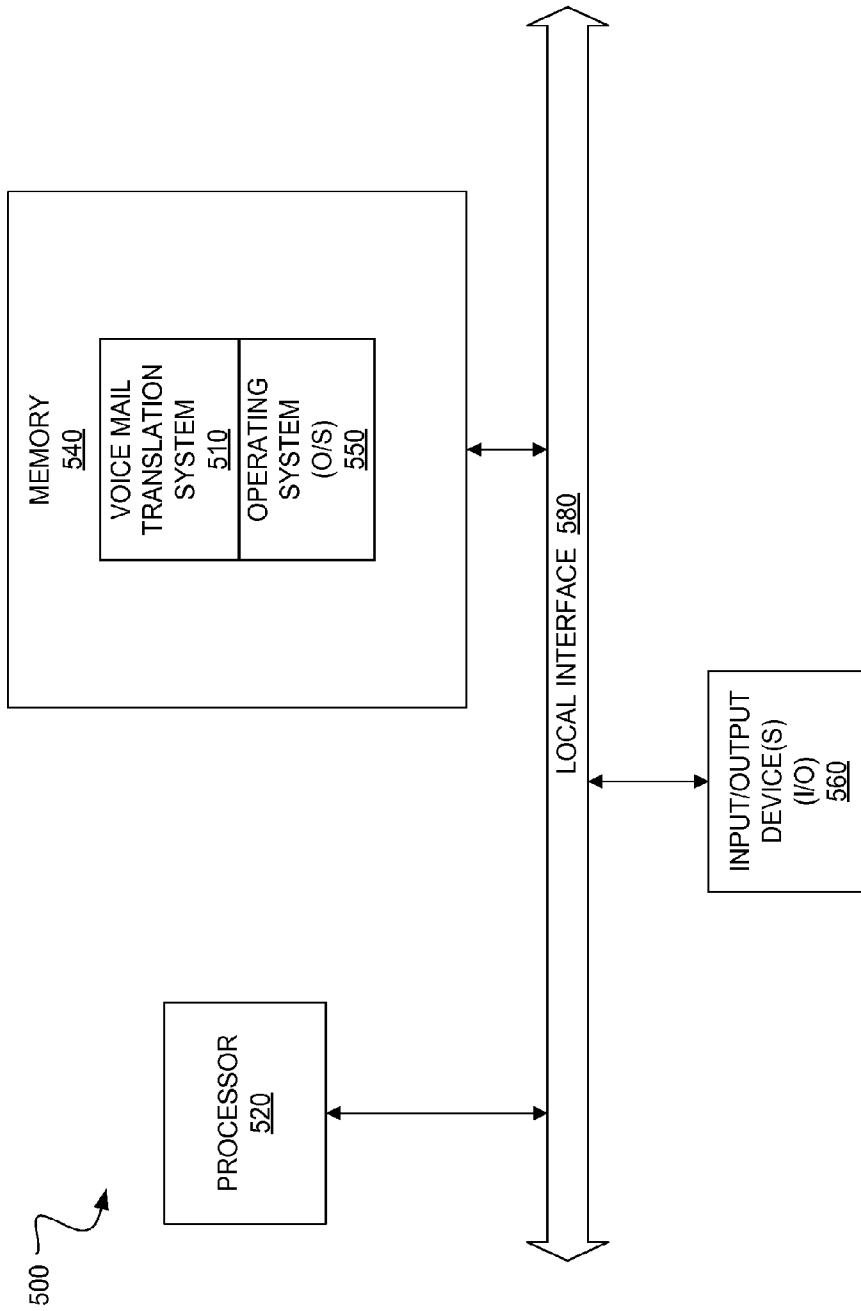 500
PROCESSOR
520
MEMORY
540
VOICE MAIL
TRANSLATION
SYSTEM
510
OPERATING
SYSTEM
(O/S)
550
LOCAL INTERFACE 580
INPUT/OUTPUT
DEVICE(S)
(I/O)
560